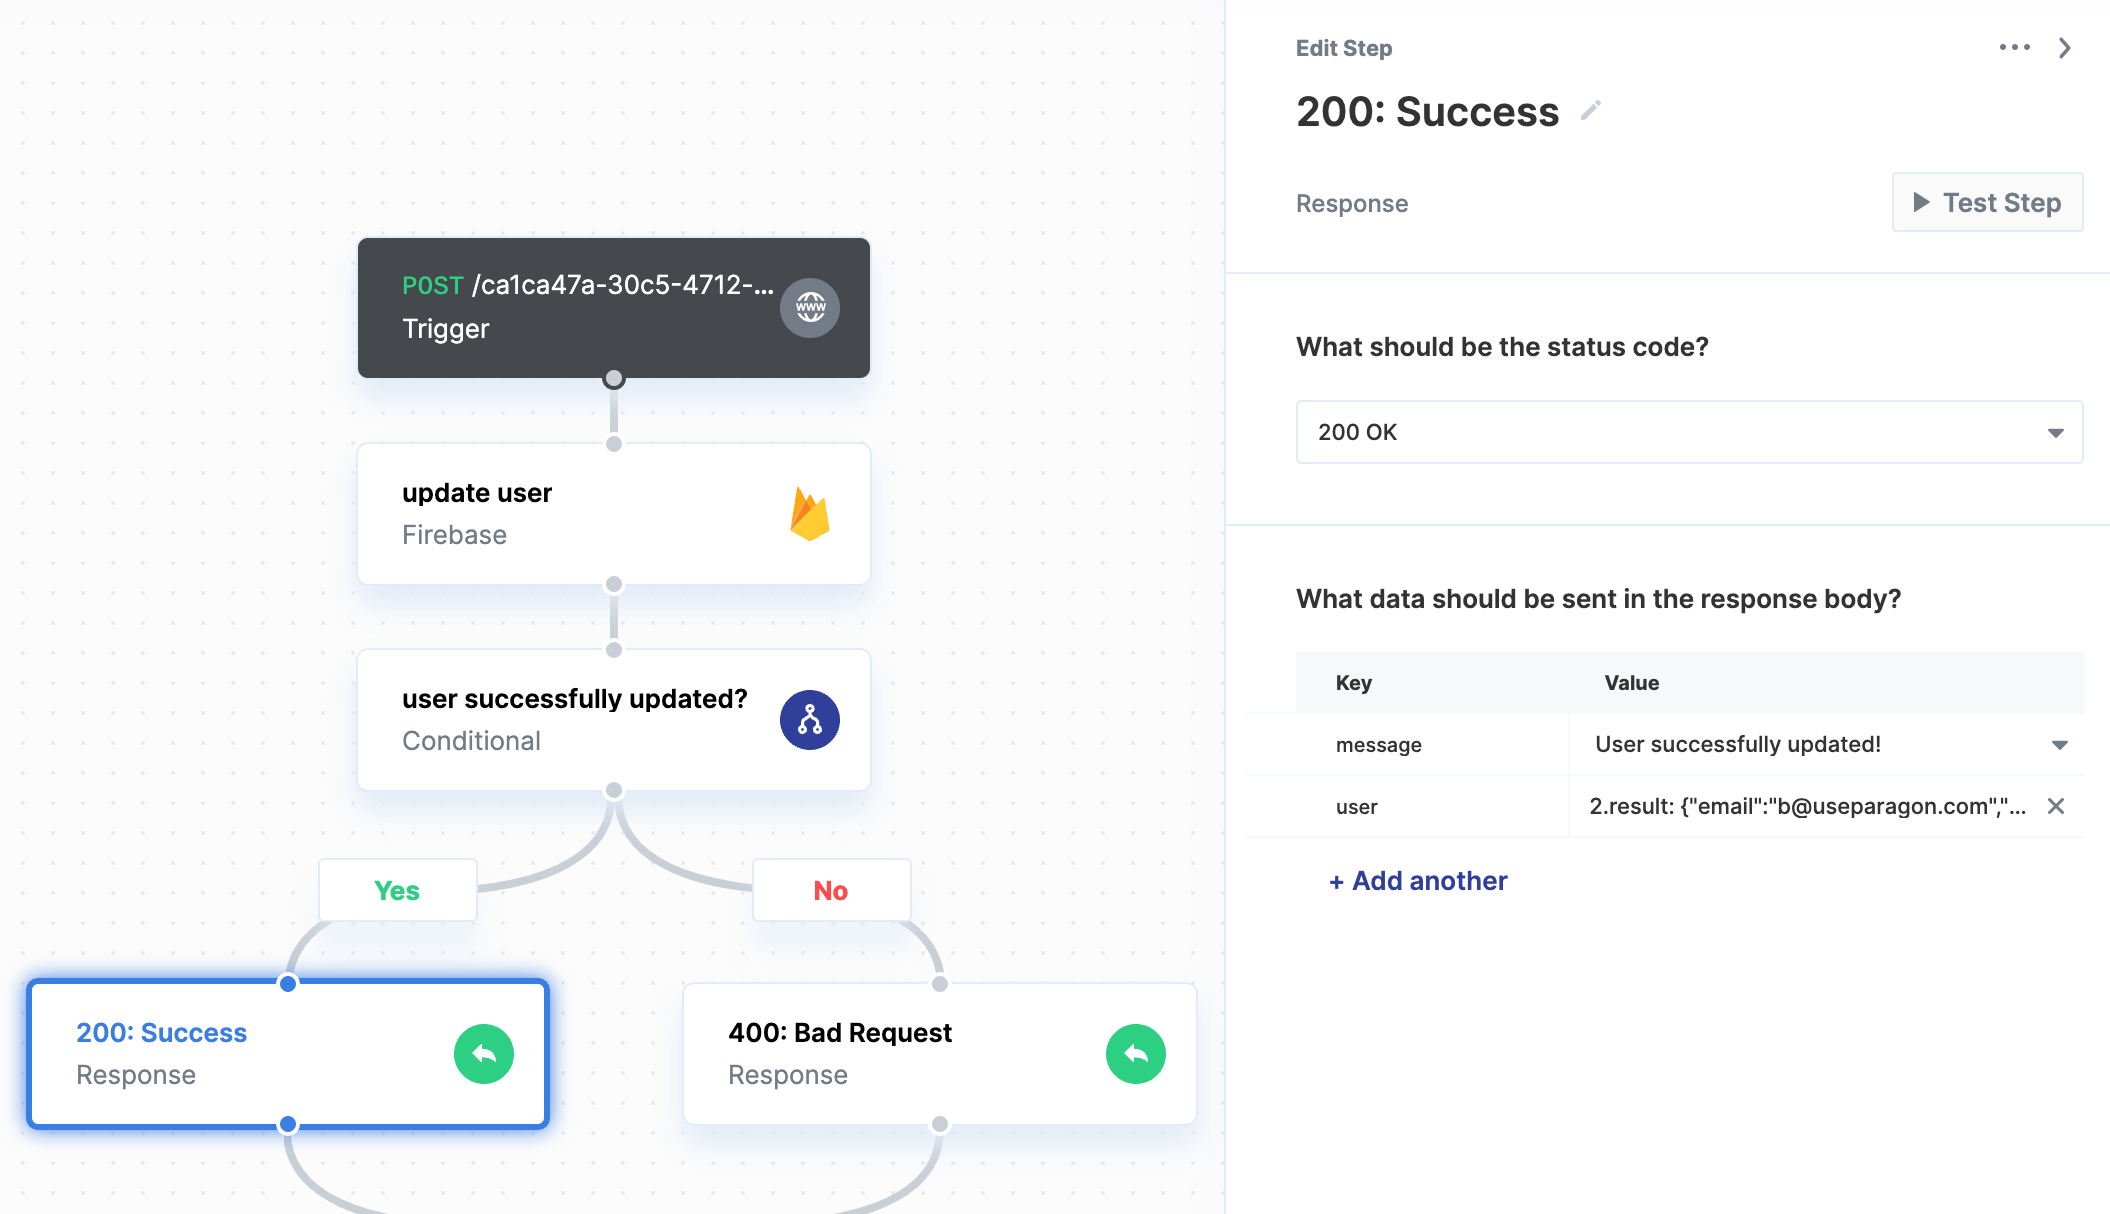 POST /ca1ca47a-30c5-4712-...
Trigger
WWW
update user
Firebase
user successfully updated?
Conditional
Yes
No
200: Success
Response
400: Bad Request
Response
Edit Step
200: Success
Response
Test Step
What should be the status code?
200 OK
What data should be sent in the response body?
Key Value
message User successfully updated!
user 2.result: {"email":"b@useparagon.com","...
+ Add another